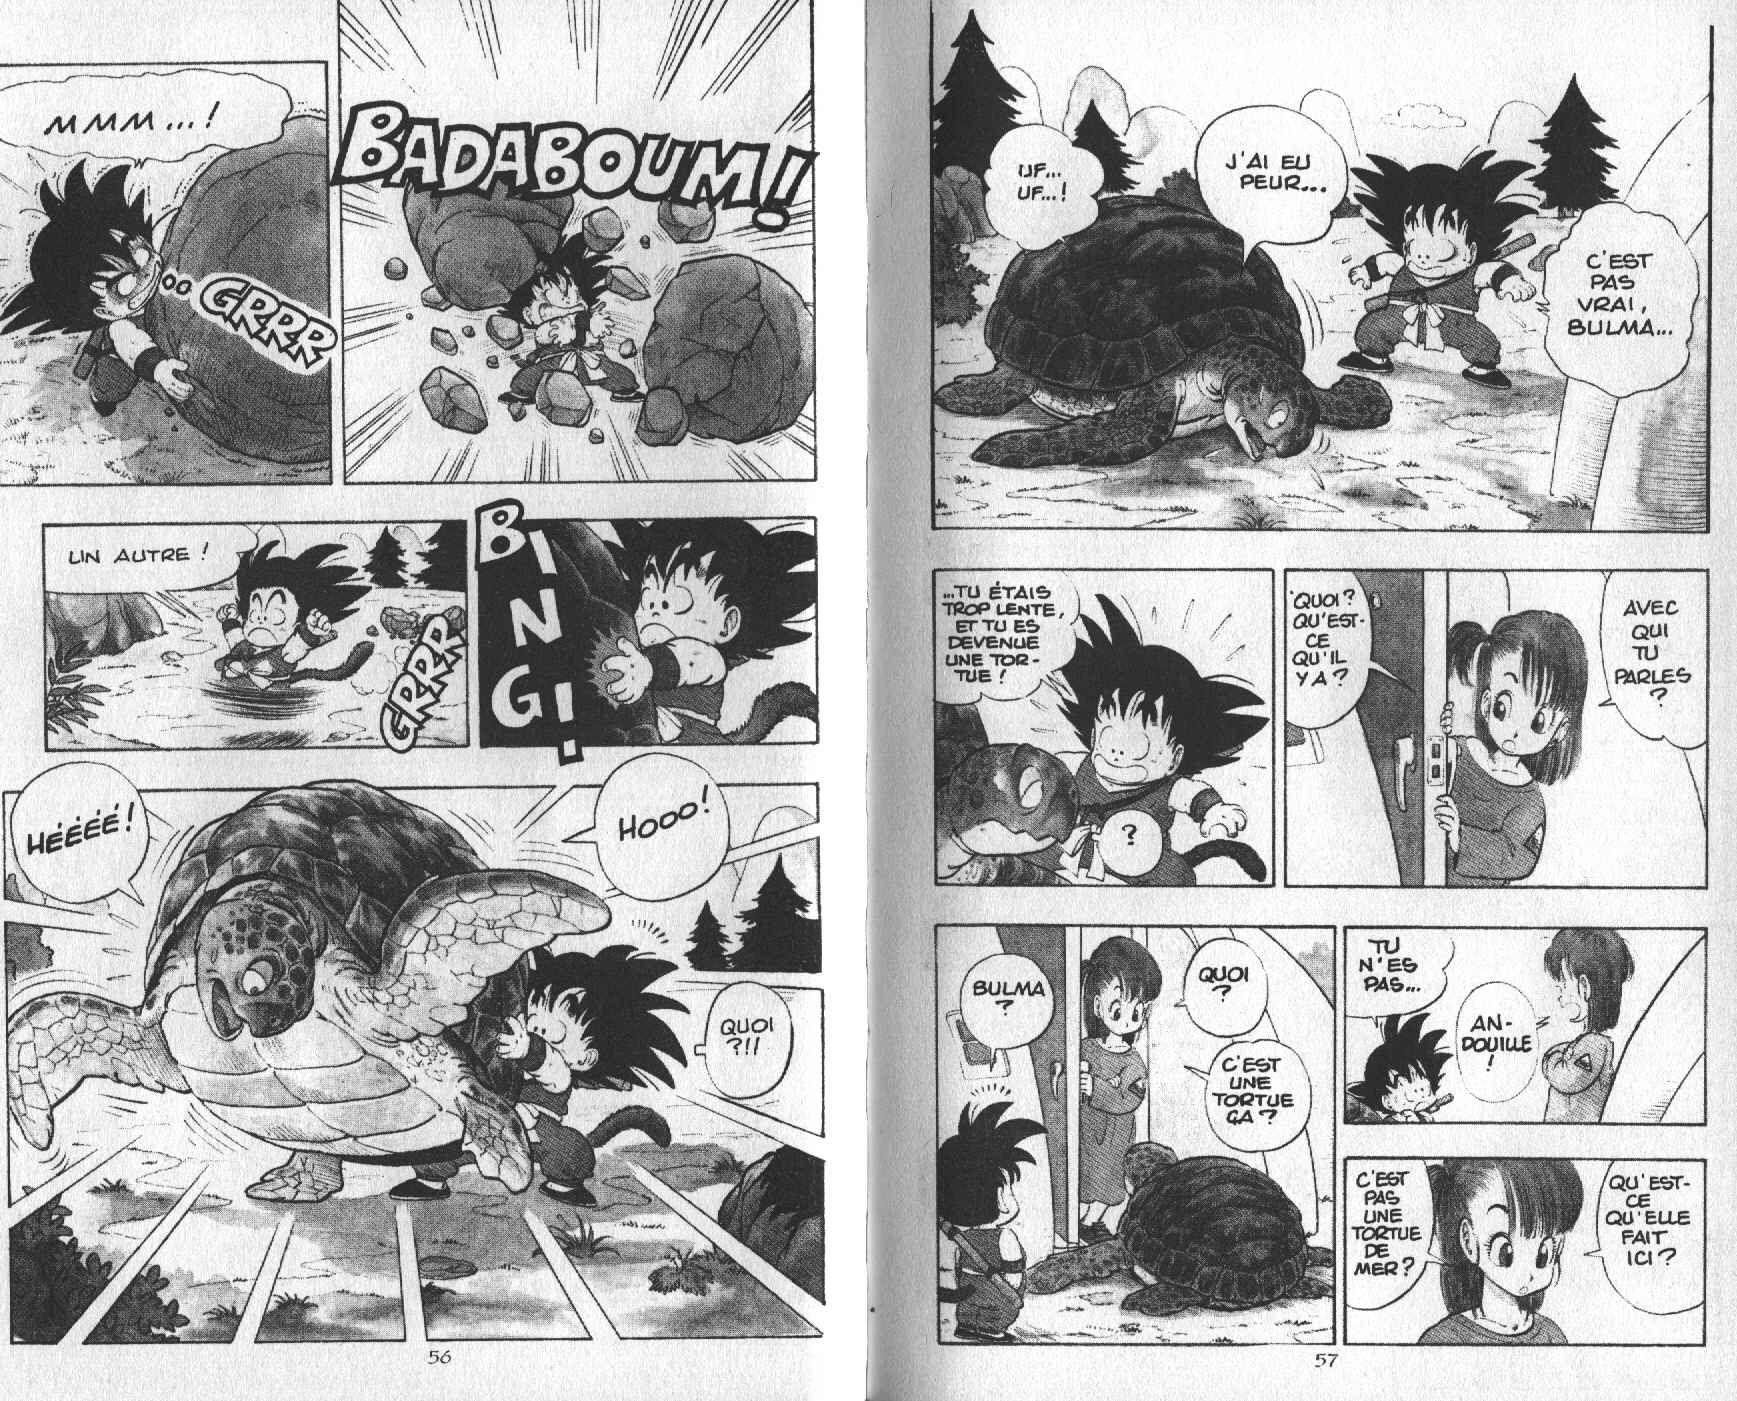 MMM...!
GRRR
BADABOUM!
UN AUTRE !
GRRR
BING!
HÉÉÉÉ!
HOOO!
QUOI
?!!
56
UF...
UF...!
J'AI EU
PEUR...
C'EST
PAS
VRAI,
BULMA...
...TU ÉTAIS
TROP LENTE,
ET TU ES
DEVENUE
UNE TOR-
TUE !
?
QUOI?
QU'EST-
CE
QU'IL
Y A ?
AVEC
QUI
TU
PARLES
?
BULMA
?
QUOI
?
C'EST
UNE
TORTUE
ÇA ?
TU
N'ES
PAS...
AN-
DOUILLE
!
C'EST
PAS
UNE
TORTUE
DE
MER ?
QU'EST-
CE
QU'ELLE
FAIT
ICI ?
57